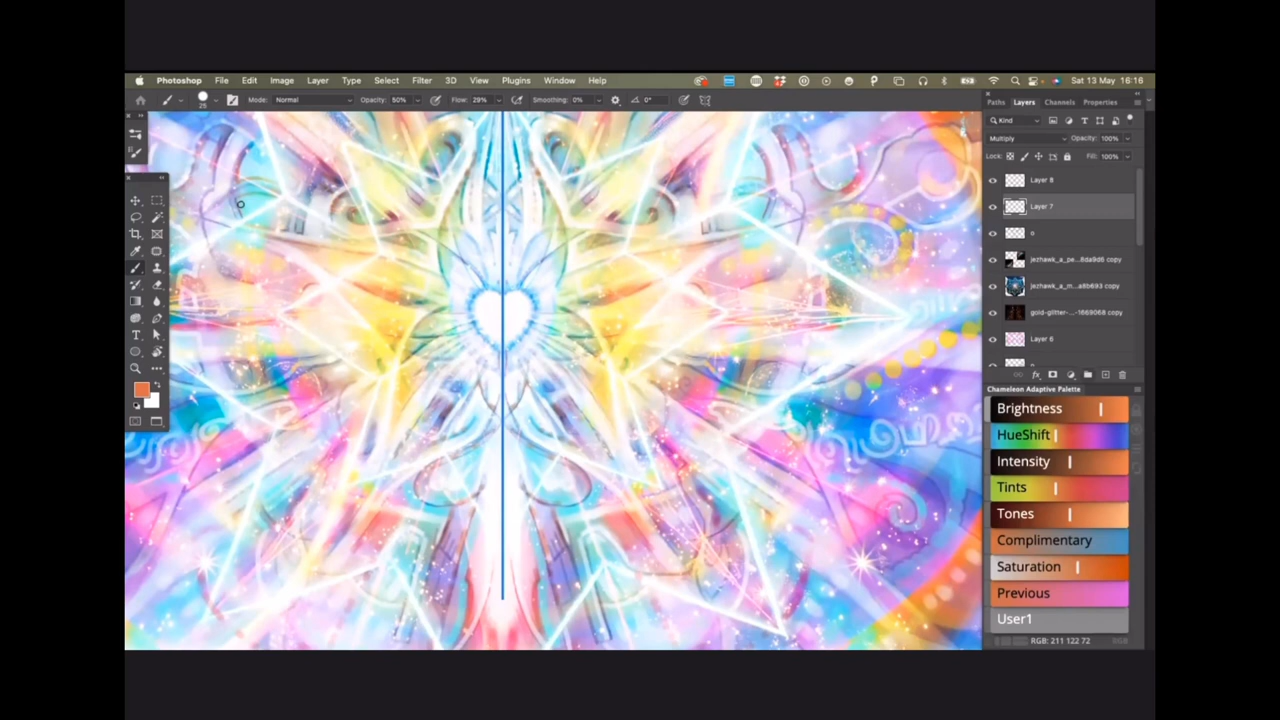 Photoshop File Edit Image Layer Type Select Filter 3D View Plugins Window Help Sat 13 May 16:16
25 Mode: Normal Opacity: 50% Flow: 29% Smoothing: 0% 0°
Paths Layers Channels Properties
Kind
Multiply Opacity: 100%
Lock: Fill: 100%
Layer 8
Layer 7
jezhawk_a_pe...8da9d6 copy
jezhawk_a_m...a8b693 copy
gold-glitter-...-1669068 copy
Layer 6
Chameleon Adaptive Palette
Brightness
HueShift
Intensity
Tints
Tones
Complimentary
Saturation
Previous
User1
RGB: 211 122 72